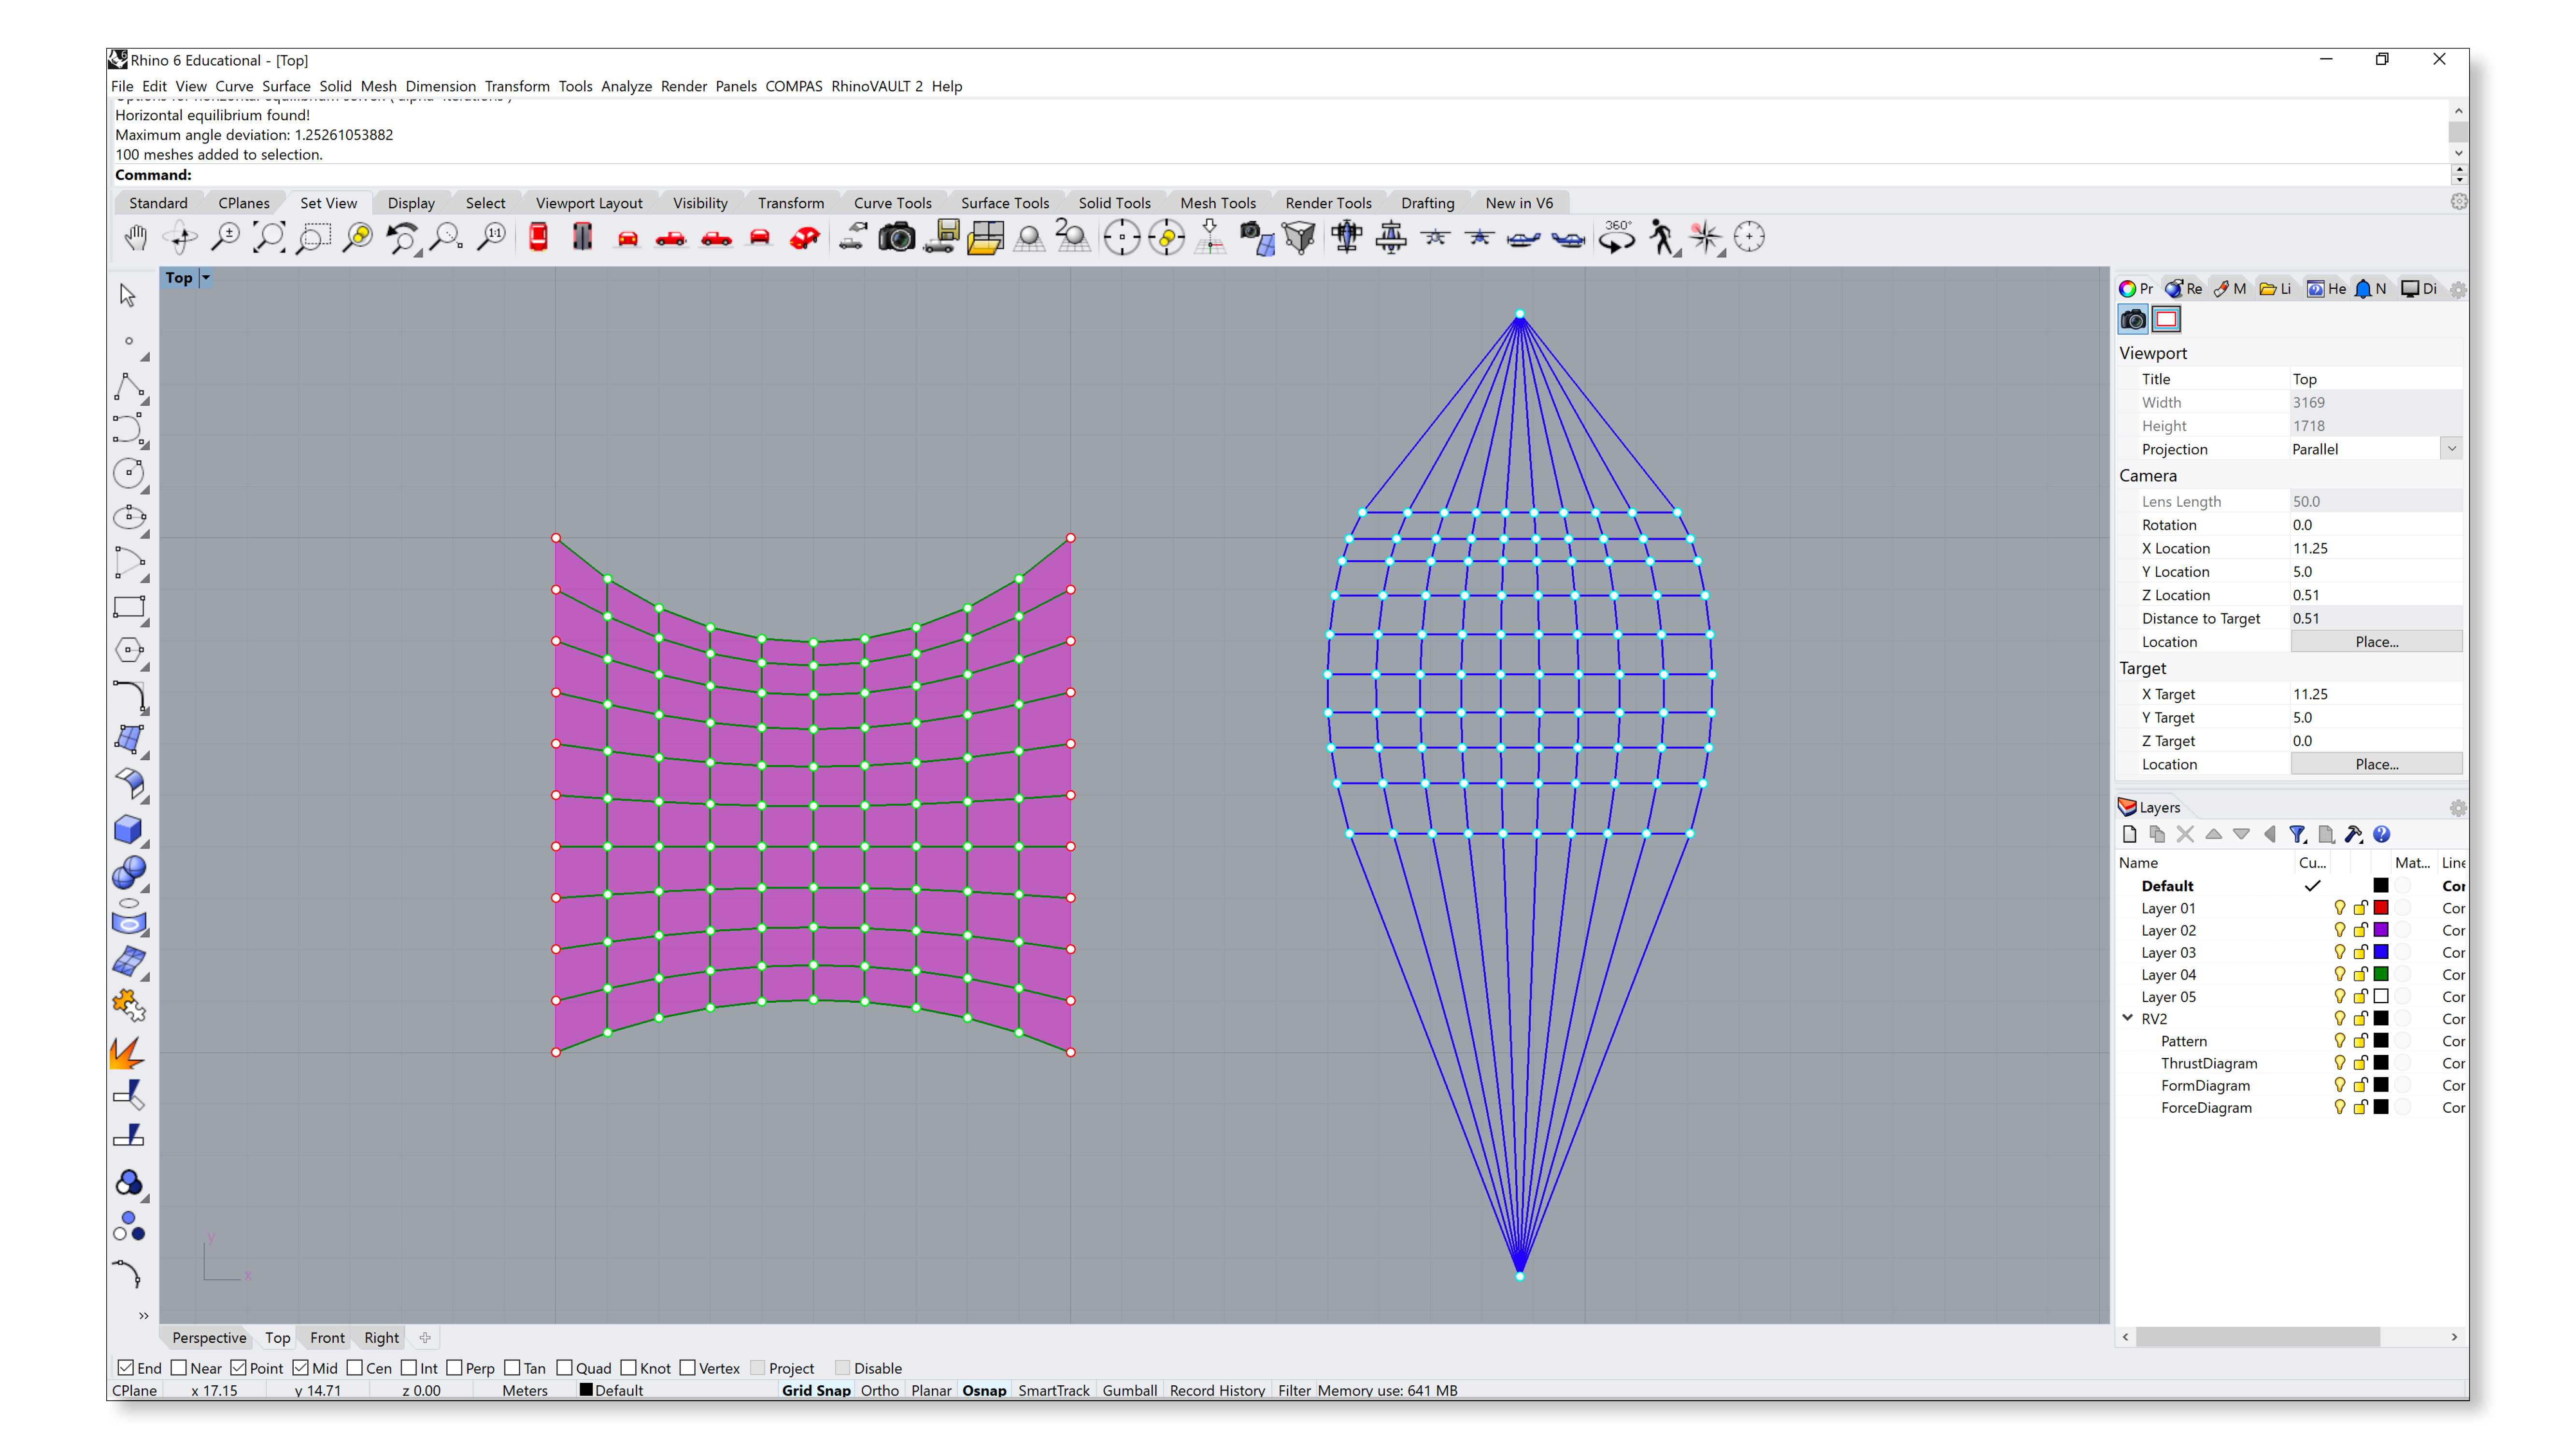 Rhino 6 Educational - [Top]
File Edit View Curve Surface Solid Mesh Dimension Transform Tools Analyze Render Panels COMPAS RhinoVAULT 2 Help
Horizontal equilibrium found!
Maximum angle deviation: 1.25261053882
100 meshes added to selection.
Command:
Standard CPlanes Set View Display Select Viewport Layout Visibility Transform Curve Tools Surface Tools Solid Tools Mesh Tools Render Tools Drafting New in V6
1:1 2 360°
Top
Pr Re M Li He N Di
Viewport
Title Top
Width 3169
Height 1718
Projection Parallel
Camera
Lens Length 50.0
Rotation 0.0
X Location 11.25
Y Location 5.0
Z Location 0.51
Distance to Target 0.51
Location Place...
Target
X Target 11.25
Y Target 5.0
Z Target 0.0
Location Place...
Layers
Name Cu... Mat... Line
Default Cor
Layer 01 Cor
Layer 02 Cor
Layer 03 Cor
Layer 04 Cor
Layer 05 Cor
RV2 Cor
Pattern Cor
ThrustDiagram Cor
FormDiagram Cor
ForceDiagram Cor
y
x
Perspective Top Front Right
End Near Point Mid Cen Int Perp Tan Quad Knot Vertex Project Disable
CPlane x 17.15 y 14.71 z 0.00 Meters Default Grid Snap Ortho Planar Osnap SmartTrack Gumball Record History Filter Memory use: 641 MB